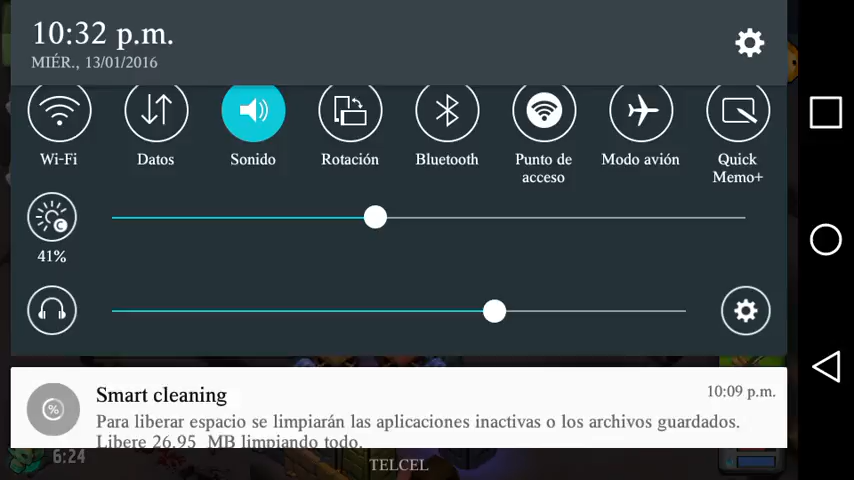 10:32 p.m.
MIÉR., 13/01/2016
Wi-Fi
Datos
Sonido
Rotación
Bluetooth
Punto de
acceso
Modo avión
Quick
Memo+
41%
Smart cleaning
10:09 p.m.
Para liberar espacio se limpiarán las aplicaciones inactivas o los archivos guardados.
Libere 26.95 MB limpiando todo.
6:24
TELCEL